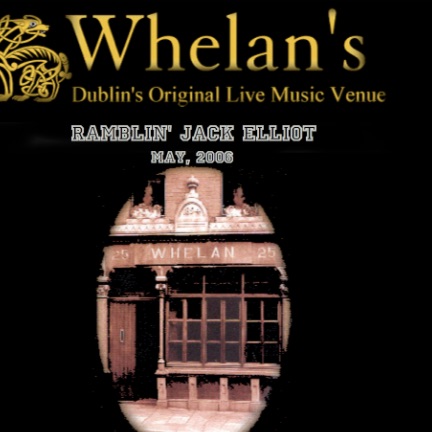 Whelan's
Dublin's Original Live Music Venue
RAMBLIN' JACK ELLIOT
MAY, 2006
25 WHELAN 25